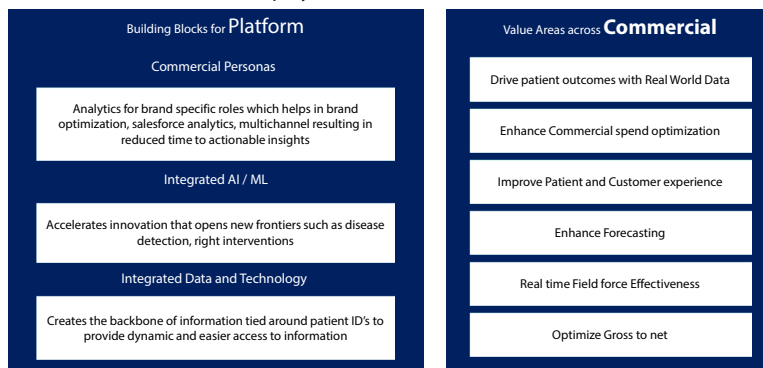 Building Blocks for Platform
Commercial Personas
Analytics for brand specific roles which helps in brand
optimization, salesforce analytics, multichannel resulting in
reduced time to actionable insights
Integrated AI / ML
Accelerates innovation that opens new frontiers such as disease
detection, right interventions
Integrated Data and Technology
Creates the backbone of information tied around patient ID's to
provide dynamic and easier access to information
Value Areas across Commercial
Drive patient outcomes with Real World Data
Enhance Commercial spend optimization
Improve Patient and Customer experience
Enhance Forecasting
Real time Field force Effectiveness
Optimize Gross to net